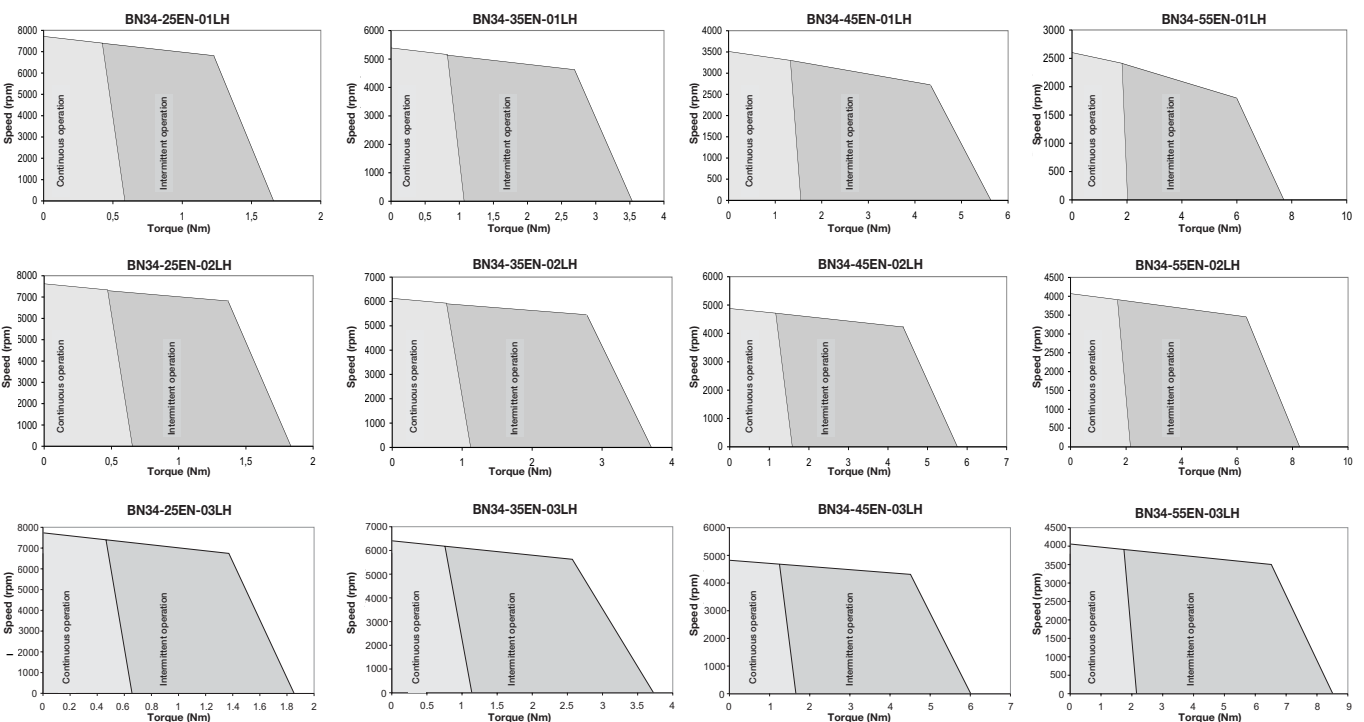 BN34-25EN-01LH
8000
7000
6000
5000
4000
3000
2000
1000
0
Speed (rpm)
Continuous operation
Intermittent operation
0 0,5 1 1,5 2
Torque (Nm)
BN34-35EN-01LH
6000
5000
4000
3000
2000
1000
0
Speed (rpm)
Continuous operation
Intermittent operation
0 0,5 1 1,5 2 2,5 3 3,5 4
Torque (Nm)
BN34-45EN-01LH
4000
3500
3000
2500
2000
1500
1000
500
0
Speed (rpm)
Continuous operation
Intermittent operation
0 1 2 3 4 5 6
Torque (Nm)
BN34-55EN-01LH
3000
2500
2000
1500
1000
500
0
Speed (rpm)
Continuous operation
Intermittent operation
0 2 4 6 8 10
Torque (Nm)
BN34-25EN-02LH
8000
7000
6000
5000
4000
3000
2000
1000
0
Speed (rpm)
Continuous operation
Intermittent operation
0 0,5 1 1,5 2
Torque (Nm)
BN34-35EN-02LH
7000
6000
5000
4000
3000
2000
1000
0
Speed (rpm)
Continuous operation
Intermittent operation
0 1 2 3 4
Torque (Nm)
BN34-45EN-02LH
6000
5000
4000
3000
2000
1000
0
Speed (rpm)
Continuous operation
Intermittent operation
0 1 2 3 4 5 6 7
Torque (Nm)
BN34-55EN-02LH
4500
4000
3500
3000
2500
2000
1500
1000
500
0
Speed (rpm)
Continuous operation
Intermittent operation
0 2 4 6 8 10
Torque (Nm)
BN34-25EN-03LH
8000
7000
6000
5000
4000
3000
2000
1000
0
Speed (rpm)
Continuous operation
Intermittent operation
0 0.2 0.4 0.6 0.8 1 1.2 1.4 1.6 1.8 2
Torque (Nm)
BN34-35EN-03LH
7000
6000
5000
4000
3000
2000
1000
0
Speed (rpm)
Continuous operation
Intermittent operation
0 0.5 1 1.5 2 2.5 3 3.5 4
Torque (Nm)
BN34-45EN-03LH
6000
5000
4000
3000
2000
1000
0
Speed (rpm)
Continuous operation
Intermittent operation
0 1 2 3 4 5 6 7
Torque (Nm)
BN34-55EN-03LH
4500
4000
3500
3000
2500
2000
1500
1000
500
0
Speed (rpm)
Continuous operation
Intermittent operation
0 1 2 3 4 5 6 7 8 9
Torque (Nm)